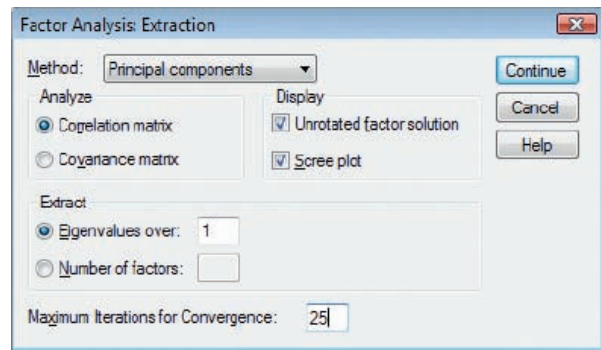 Factor Analysis: Extraction
Method: Principal components
Continue
Analyze
Display
Correlation matrix
Unrotated factor solution
Cancel
Covariance matrix
Scree plot
Help
Extract
Eigenvalues over: 1
Number of factors:
Maximum Iterations for Convergence: 25